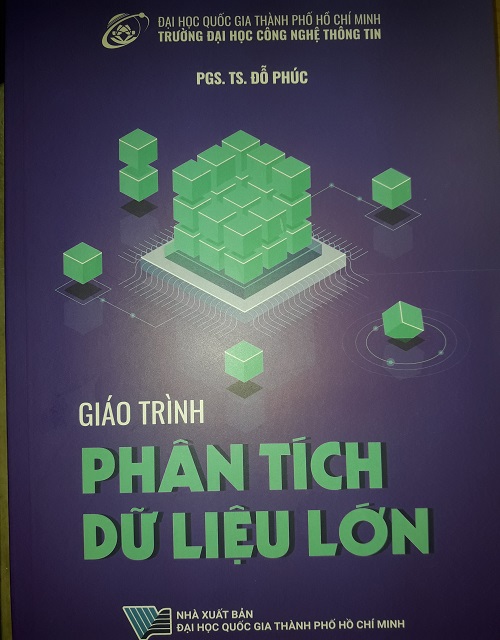 ĐẠI HỌC QUỐC GIA THÀNH PHỐ HỒ CHÍ MINH
TRƯỜNG ĐẠI HỌC CÔNG NGHỆ THÔNG TIN
PGS. TS. ĐỖ PHÚC
GIÁO TRÌNH
PHÂN TÍCH
DỮ LIỆU LỚN
NHÀ XUẤT BẢN
ĐẠI HỌC QUỐC GIA THÀNH PHỐ HỒ CHÍ MINH